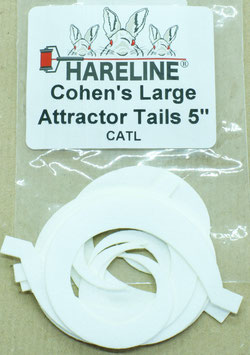 HARELINE®
Cohen's Large
Attractor Tails 5"
CATL